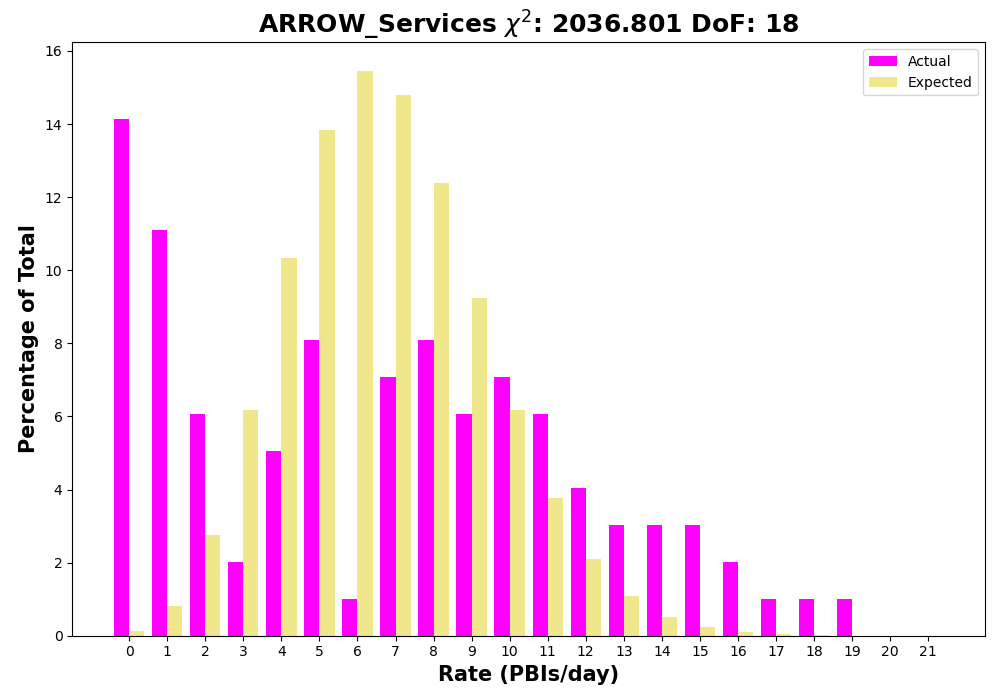 ARROW_Services χ²: 2036.801 DoF: 18
Actual
Expected
Percentage of Total
16
14
12
10
8
6
4
2
0
0 1 2 3 4 5 6 7 8 9 10 11 12 13 14 15 16 17 18 19 20 21
Rate (PBIs/day)